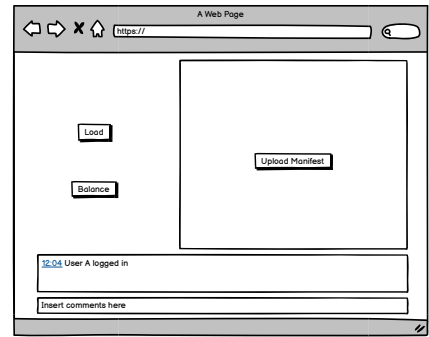 A Web Page
https://
Load
Upload Manifest
Balance
12:04 User A logged in
Insert comments here